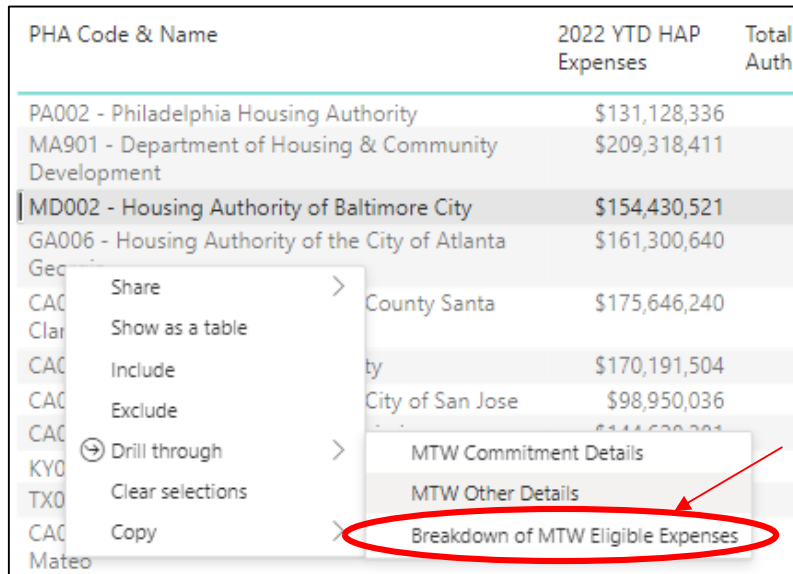 PHA Code & Name 2022 YTD HAP Total
Expenses Auth
PA002 - Philadelphia Housing Authority $131,128,336
MA901 - Department of Housing & Community $209,318,411
Development
MD002 - Housing Authority of Baltimore City $154,430,521
GA006 - Housing Authority of the City of Atlanta $161,300,640
Share
County Santa $175,646,240
Clar Show as a table
Include ty $170,191,504
Exclude City of San Jose $98,950,036
Drill through MTW Commitment Details
KY0
Clear selections MTW Other Details
TX0
Copy Breakdown of MTW Eligible Expenses
Mateo